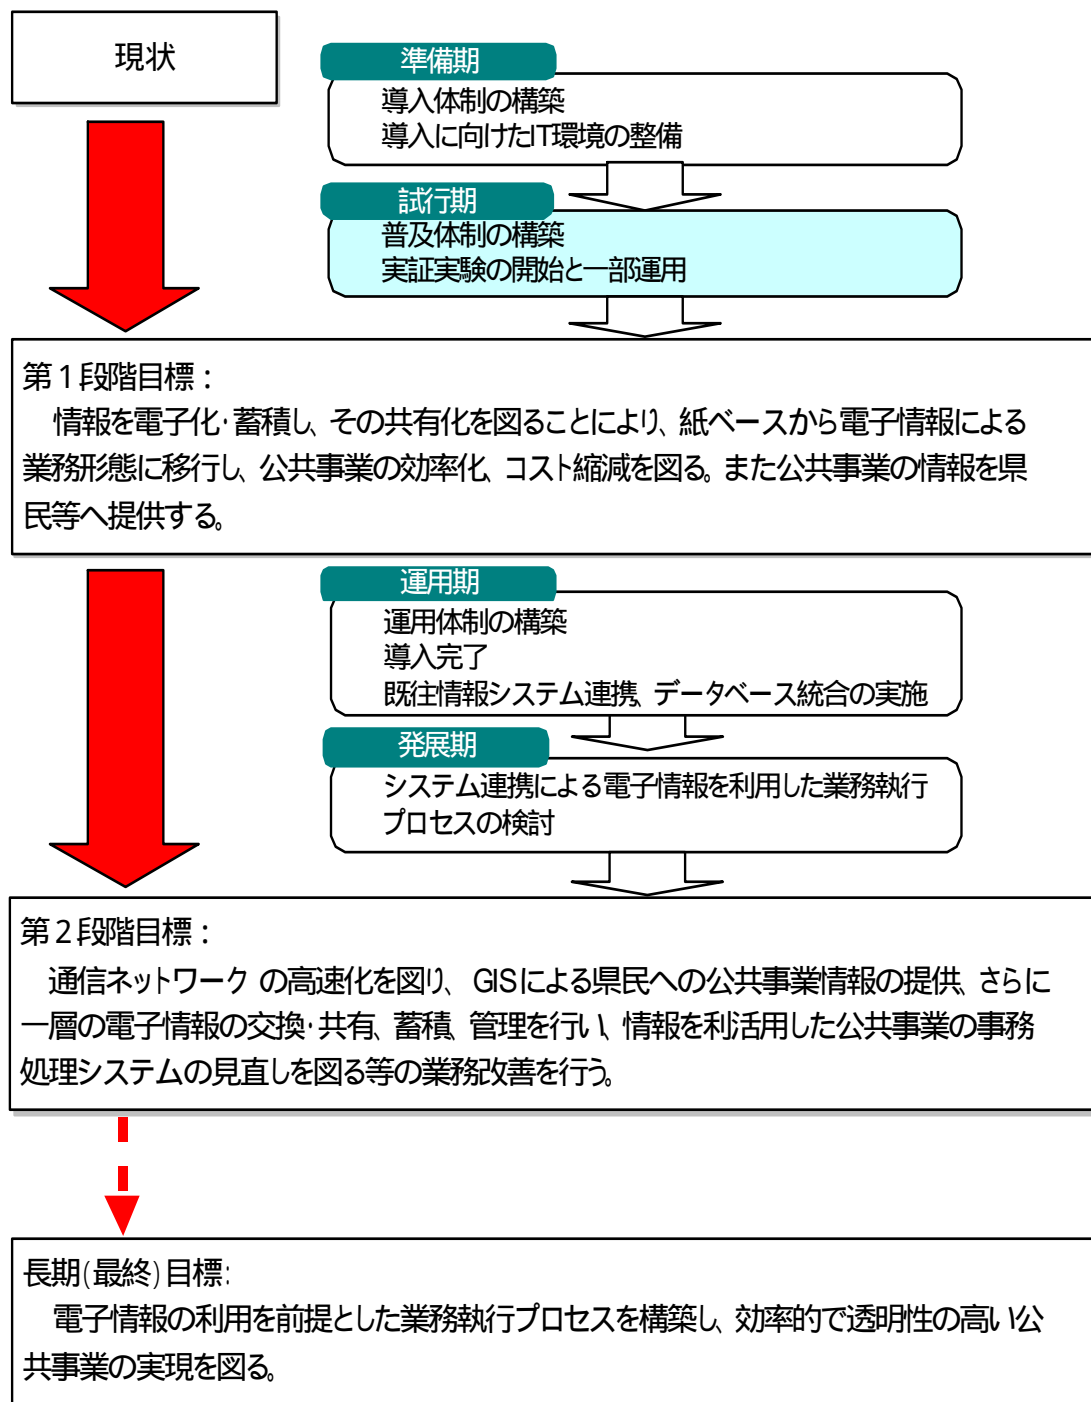 現状
準備期
導入体制の構築
導入に向けたIT環境の整備
試行期
普及体制の構築
実証実験の開始と一部運用
第1段階目標：
情報を電子化・蓄積し、その共有化を図ることにより、紙ベースから電子情報による
業務形態に移行し、公共事業の効率化、コスト縮減を図る。また公共事業の情報を県
民等へ提供する。
運用期
運用体制の構築
導入完了
既往情報システム連携、データベース統合の実施
発展期
システム連携による電子情報を利用した業務執行
プロセスの検討
第2段階目標：
通信ネットワーク の高速化を図り、GISによる県民への公共事業情報の提供、さらに
一層の電子情報の交換・共有、蓄積、管理を行い、情報を利活用した公共事業の事務
処理システムの見直しを図る等の業務改善を行う。
長期(最終)目標:
電子情報の利用を前提とした業務執行プロセスを構築し、効率的で透明性の高い公
共事業の実現を図る。